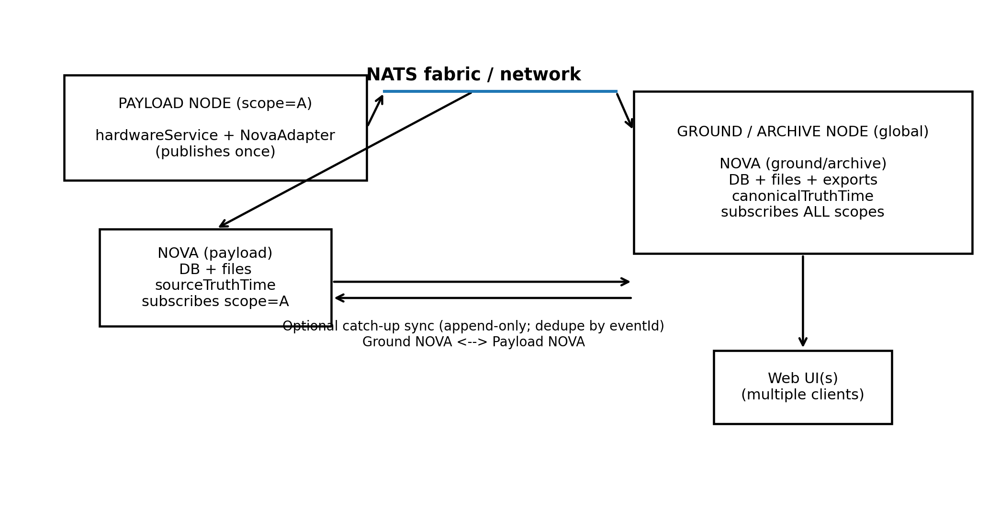 NATS fabric / network
PAYLOAD NODE (scope=A)
hardwareService + NovaAdapter
(publishes once)
GROUND / ARCHIVE NODE (global)
NOVA (ground/archive)
DB + files + exports
canonicalTruthTime
subscribes ALL scopes
NOVA (payload)
DB + files
sourceTruthTime
subscribes scope=A
Optional catch-up sync (append-only; dedupe by eventId)
Ground NOVA <--> Payload NOVA
Web UI(s)
(multiple clients)